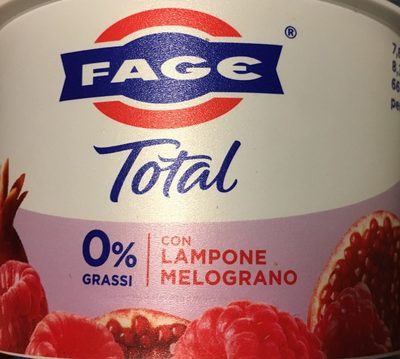 FAGE®
Total
0%
GRASSI
CON
LAMPONE
MELOGRANO